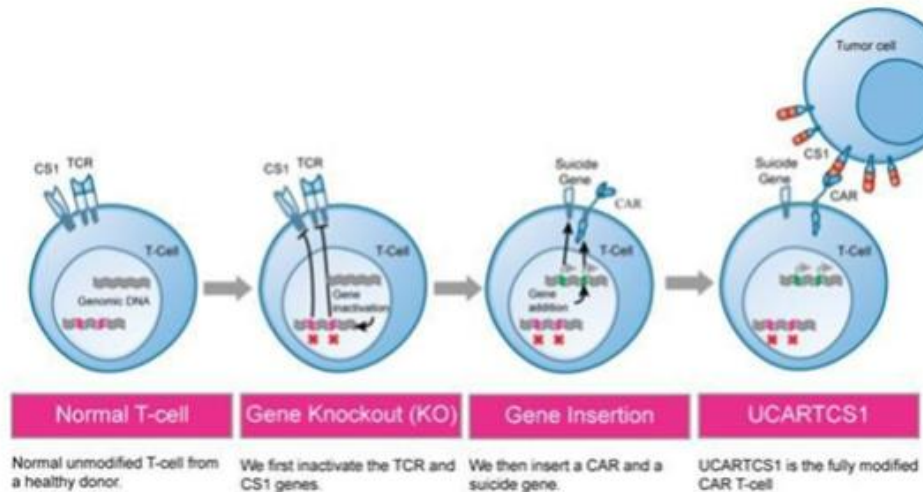 Tumor cell
CS1
TCR
T-Cell
Genomic DNA
CS1
TCR
T-Cell
Gene
inactivation
Suicide
Gene
CAR
T-Cell
Gene
addition
Suicide
Gene
CS1
CAR
T-Cell
Normal T-cell
Gene Knockout (KO)
Gene Insertion
UCARTCS1
Normal unmodified T-cell from
a healthy donor.
We first inactivate the TCR and
CS1 genes.
We then insert a CAR and a
suicide gene.
UCARTCS1 is the fully modified
CAR T-cell